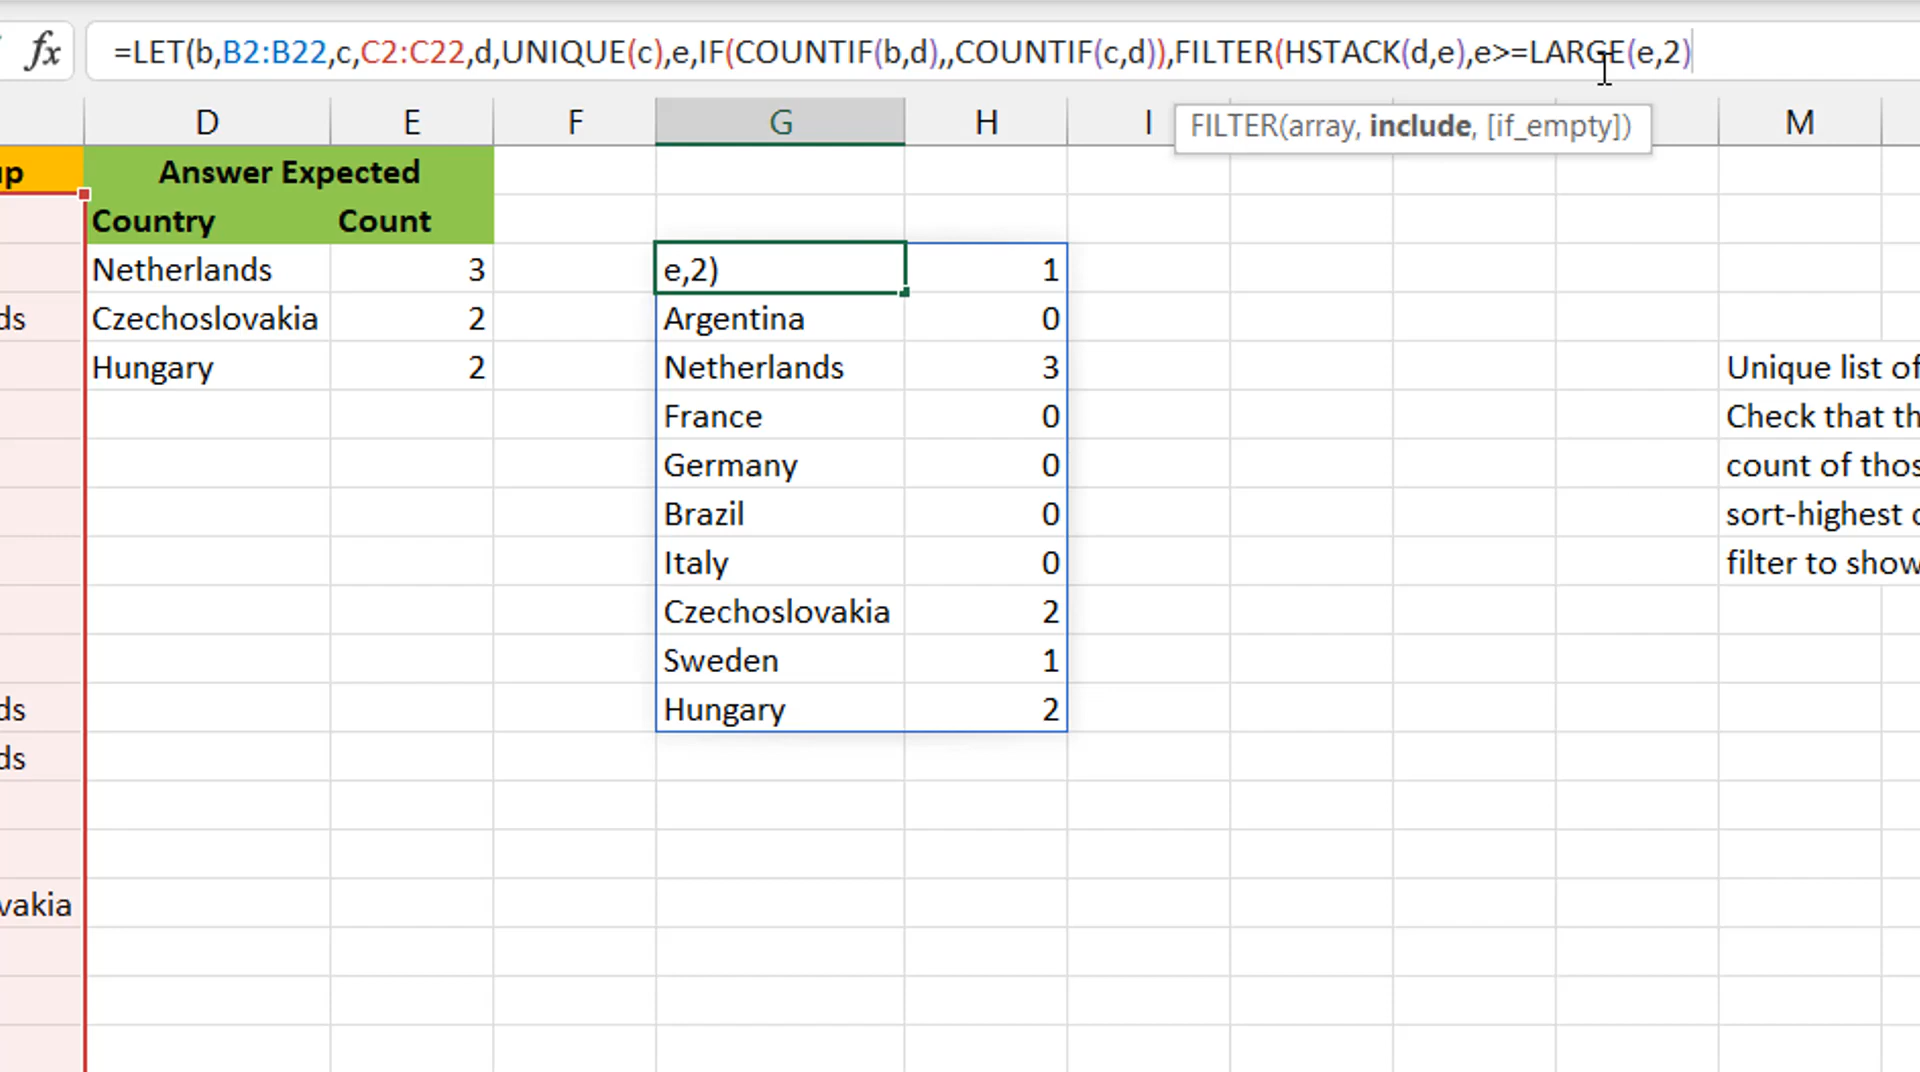 fx =LET(b,B2:B22,c,C2:C22,d,UNIQUE(c),e,IF(COUNTIF(b,d),,COUNTIF(c,d)),FILTER(HSTACK(d,e),e>=LARGE(e,2)
FILTER(array, include, [if_empty])
D E F G H I M
up Answer Expected
Country Count
Netherlands 3 e,2) 1
ds Czechoslovakia 2 Argentina 0
Hungary 2 Netherlands 3 Unique list of
France 0 Check that th
Germany 0 count of thos
Brazil 0 sort-highest
Italy 0 filter to show
Czechoslovakia 2
Sweden 1
ds Hungary 2
ds
vakia